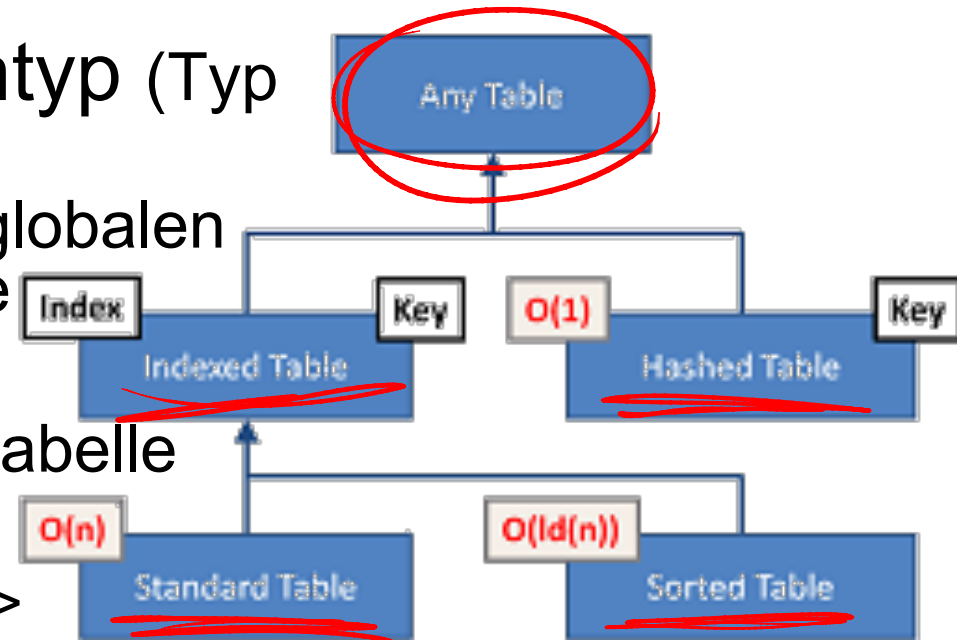 ntyp (Typ
Any Table
globalen
e
Index
Key
O(1)
Key
Indexed Table
Hashed Table
abelle
O(n)
O(ld(n))
Standard Table
Sorted Table
>